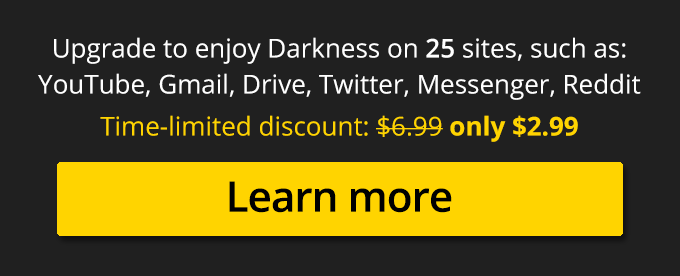 Upgrade to enjoy Darkness on 25 sites, such as:
YouTube, Gmail, Drive, Twitter, Messenger, Reddit
Time-limited discount: $6.99 only $2.99
Learn more